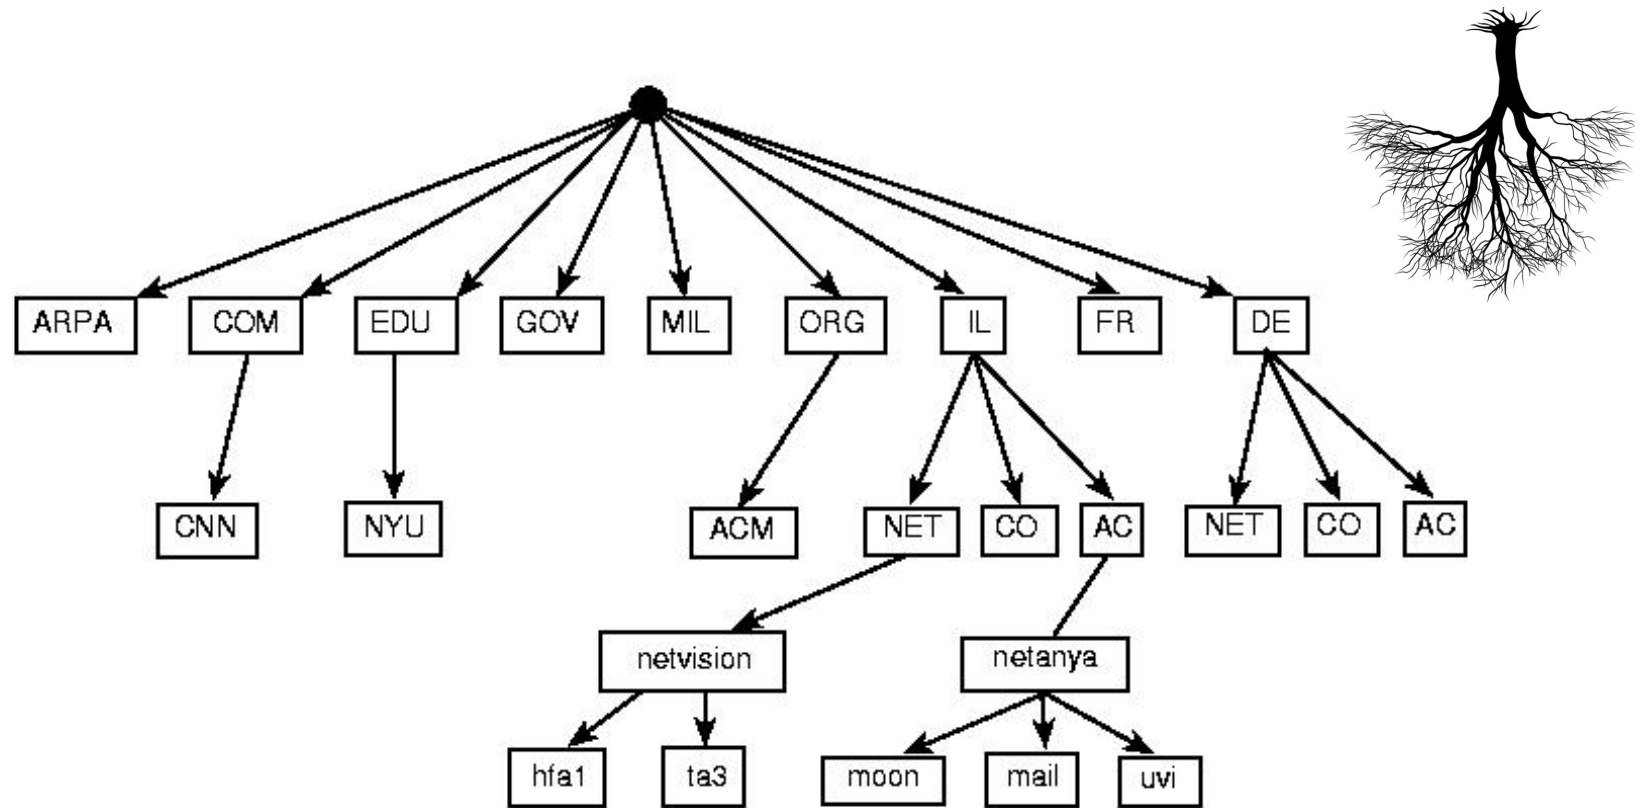 ARPA COM EDU GOV MIL ORG IL FR DE
CNN NYU ACM NET CO AC NET CO AC
netvision netanya
hfa1 ta3 moon mail uvi